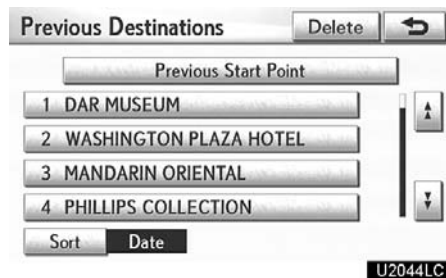 Previous Destinations Delete
Previous Start Point
1 DAR MUSEUM
2 WASHINGTON PLAZA HOTEL
3 MANDARIN ORIENTAL
4 PHILLIPS COLLECTION
Sort Date
U2044LC